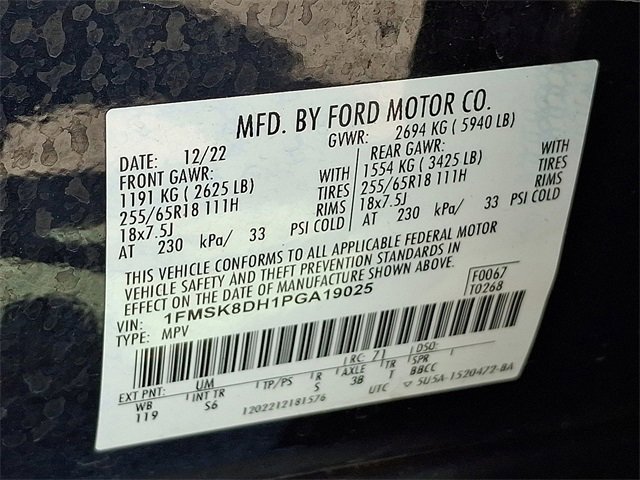 MFD. BY FORD MOTOR CO.
DATE: 12/22 GVWR: 2694 KG ( 5940 LB)
FRONT GAWR: WITH REAR GAWR: WITH
1191 KG ( 2625 LB) TIRES 1554 KG ( 3425 LB) TIRES
255/65R18 111H RIMS 255/65R18 111H RIMS
18x7.5J 18x7.5J
AT 230 kPa/ 33 PSI COLD AT 230 kPa/ 33 PSI COLD
THIS VEHICLE CONFORMS TO ALL APPLICABLE FEDERAL MOTOR
VEHICLE SAFETY AND THEFT PREVENTION STANDARDS IN
EFFECT ON THE DATE OF MANUFACTURE SHOWN ABOVE.
F0067
T0268
VIN: 1FMSK8DH1PGA19025
TYPE: MPV
EXT PNT: UM RC: 71 DSO:
WB INT TR TP/PS R AXLE TR SPR
119 S6 S 3B T BBCC
1202212181576 UTC ▽ 5U5A-1520472-BA